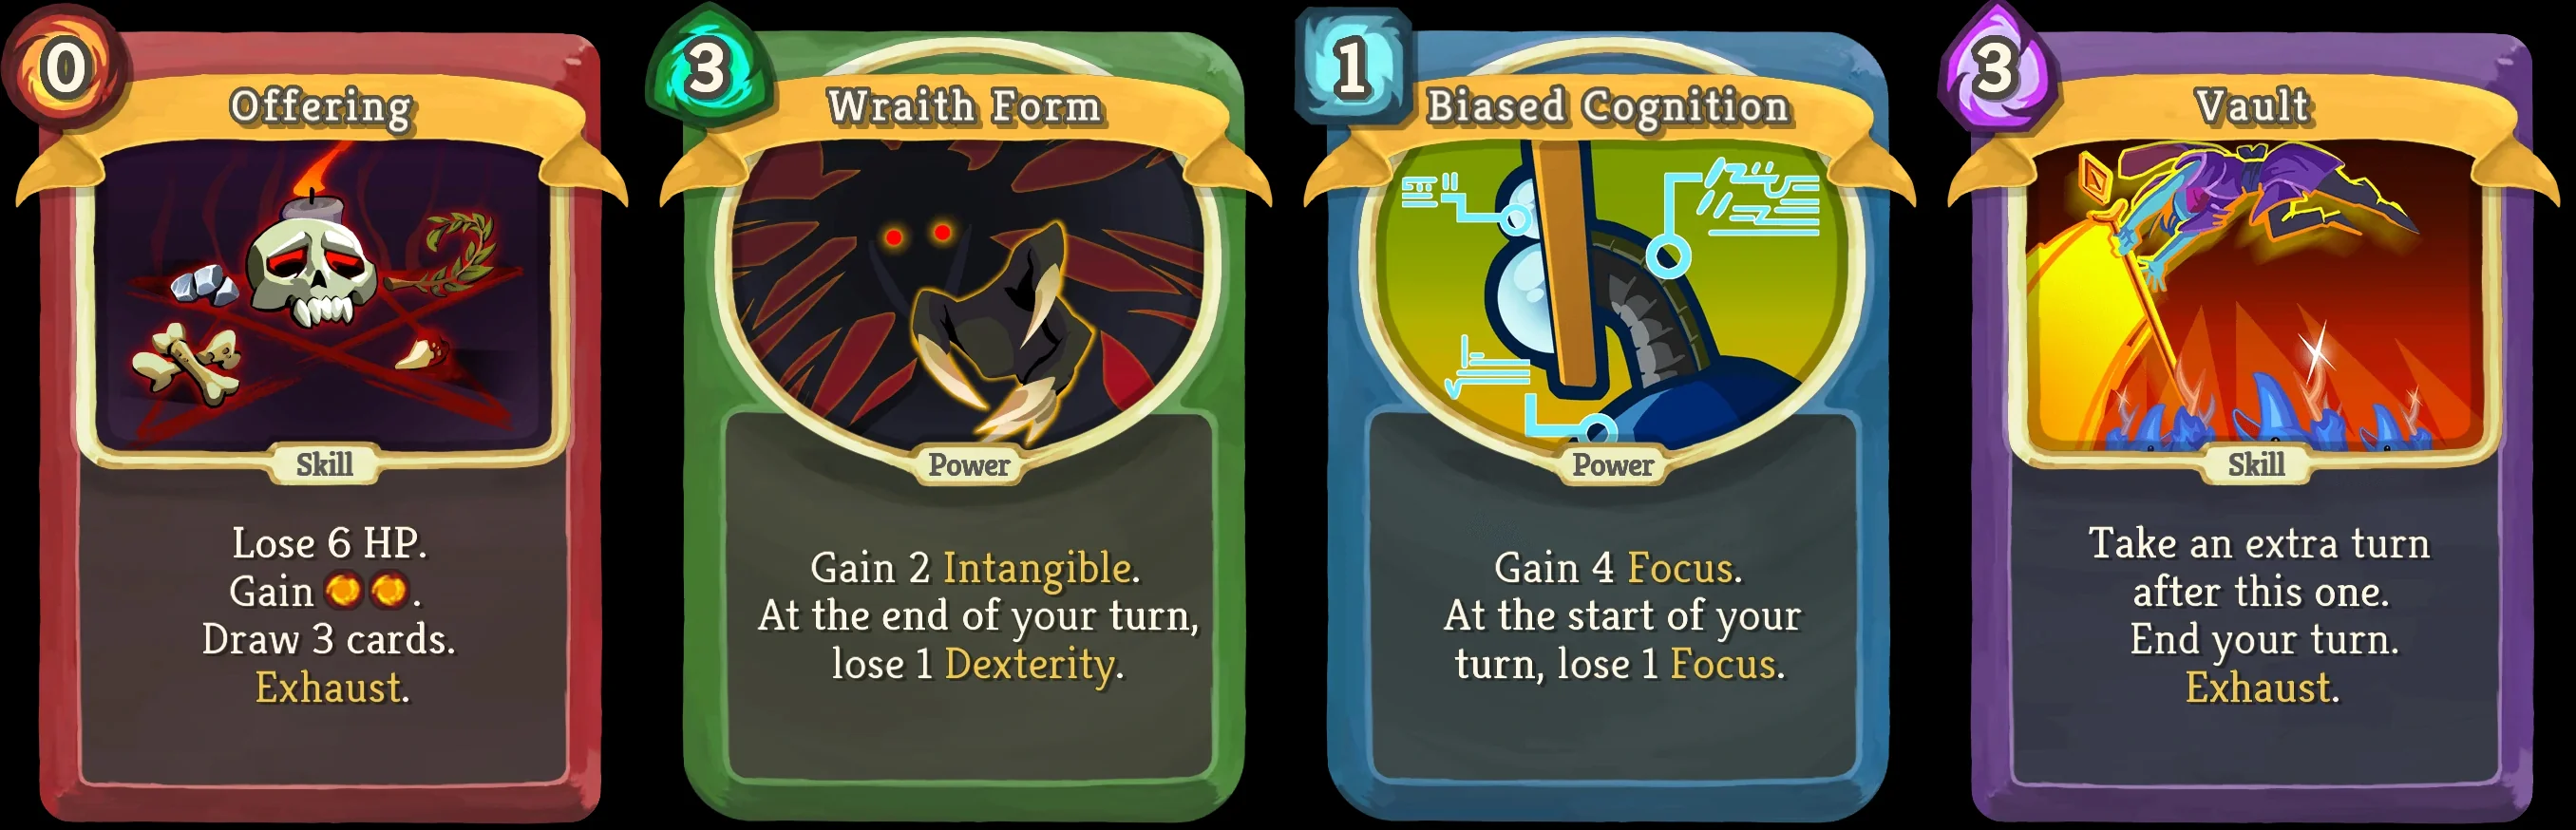 0
Offering
Skill
Lose 6 HP.
Gain .
Draw 3 cards.
Exhaust.
3
Wraith Form
Power
Gain 2 Intangible.
At the end of your turn,
lose 1 Dexterity.
1
Biased Cognition
Power
Gain 4 Focus.
At the start of your
turn, lose 1 Focus.
3
Vault
Skill
Take an extra turn
after this one.
End your turn.
Exhaust.